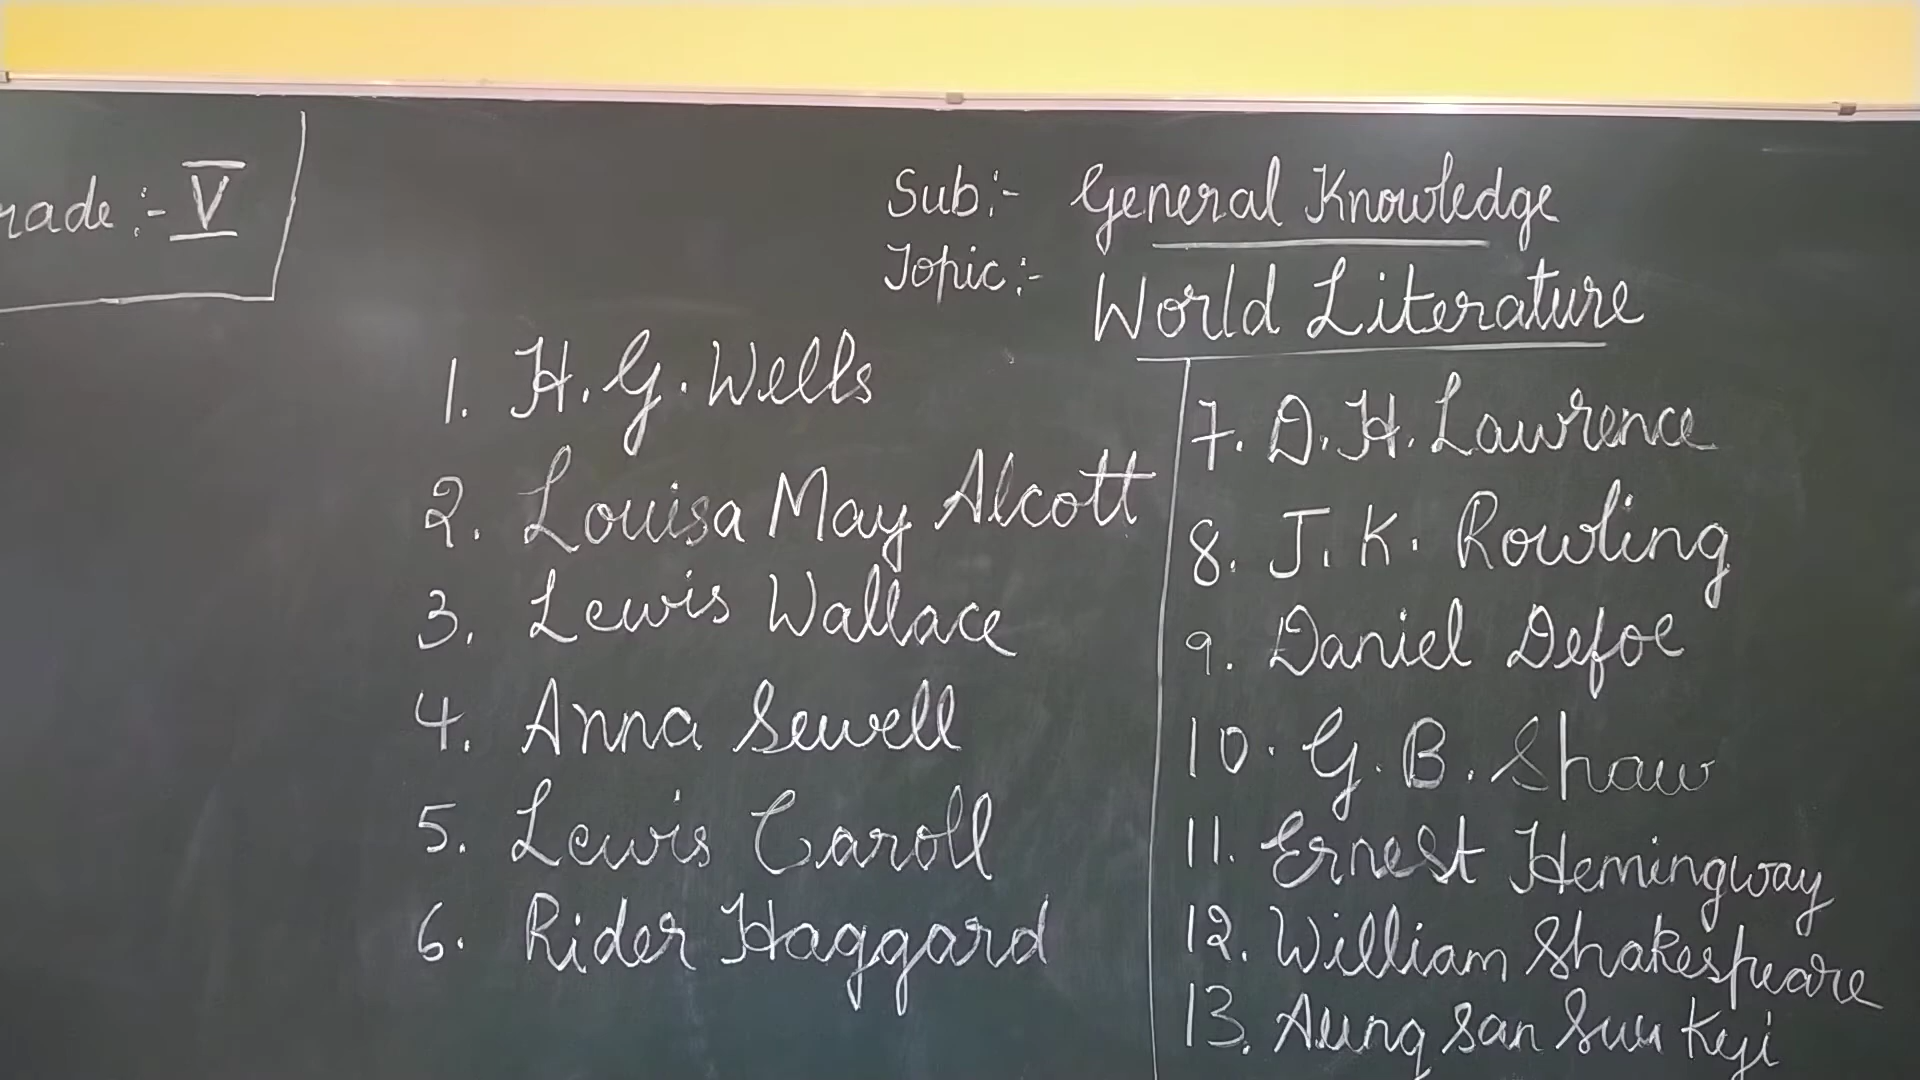 rade :- V
Sub :- General Knowledge
Topic :- World Literature
1. H. G. Wells
2. Louisa May Alcott
3. Lewis Wallace
4. Anna Sewell
5. Lewis Caroll
6. Rider Haggard
7. D. H. Lawrence
8. J. K. Rowling
9. Daniel Defoe
10. G. B. Shaw
11. Ernest Hemingway
12. William Shakespeare
13. Aung San Suu Kyi